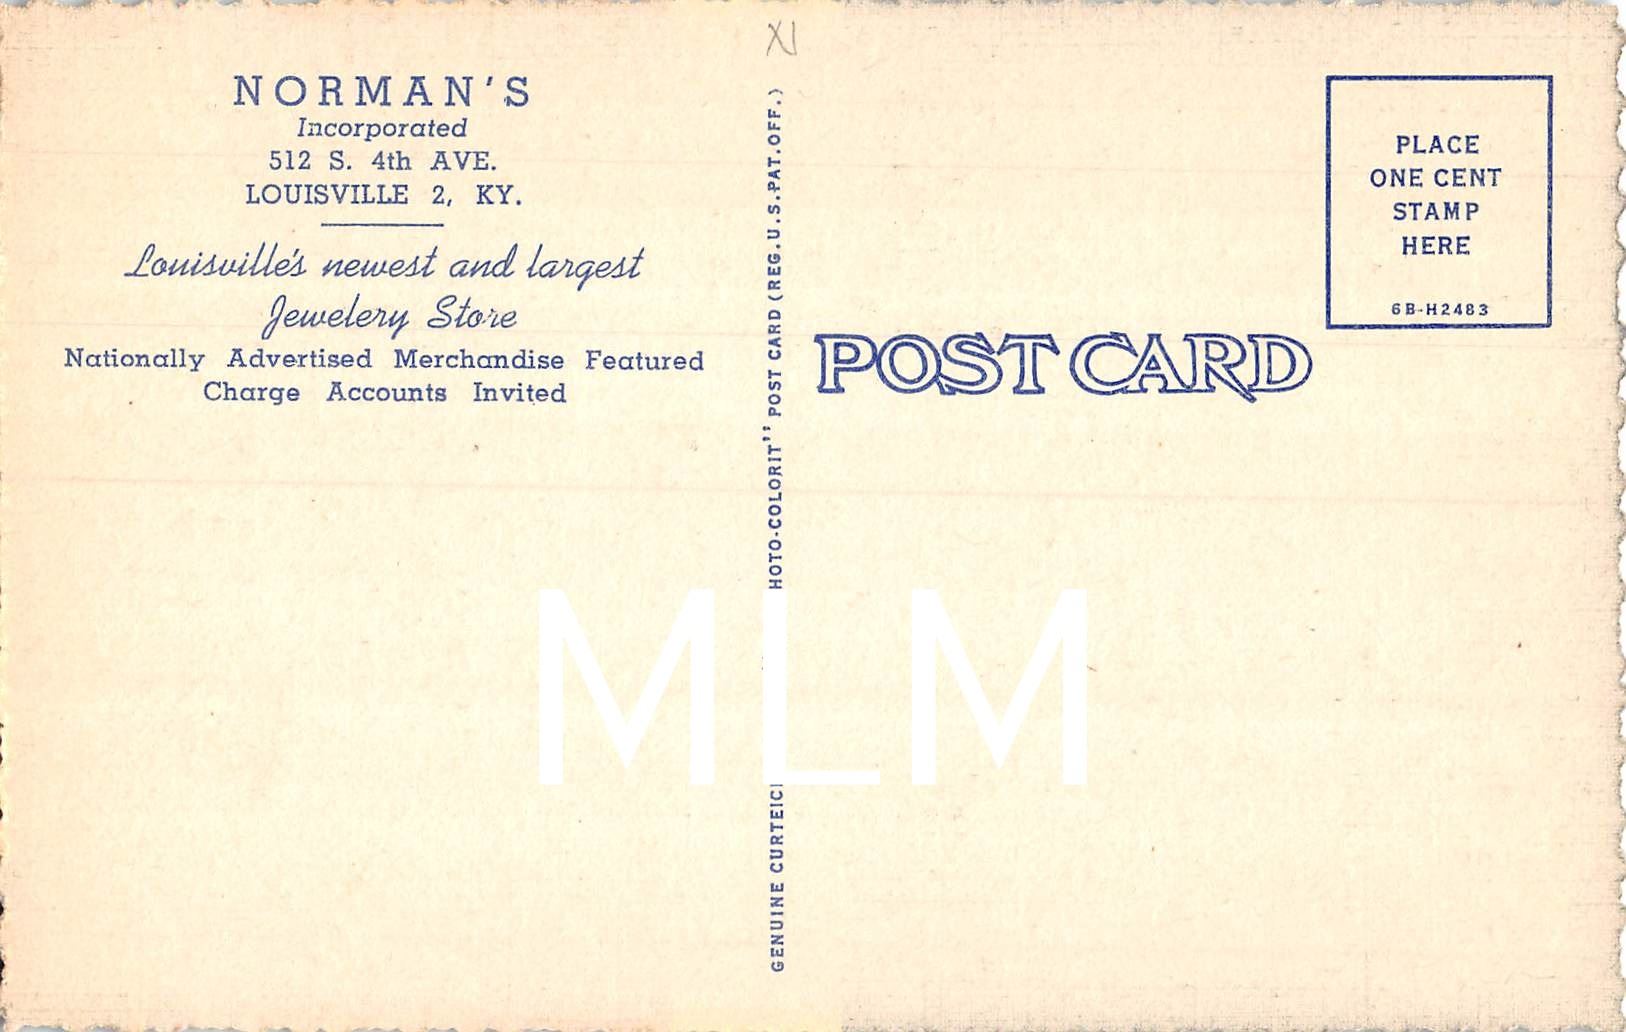 NORMAN'S
Incorporated
512 S. 4th AVE.
LOUISVILLE 2, KY.
Louisville's newest and largest
Jewelery Store
Nationally Advertised Merchandise Featured
Charge Accounts Invited
GENUINE HOTO-COLORIT" POST CARD (REG.U.S.PAT.OFF.)
PLACE
ONE CENT
STAMP
HERE
6B-H2483
POST CARD
MLM